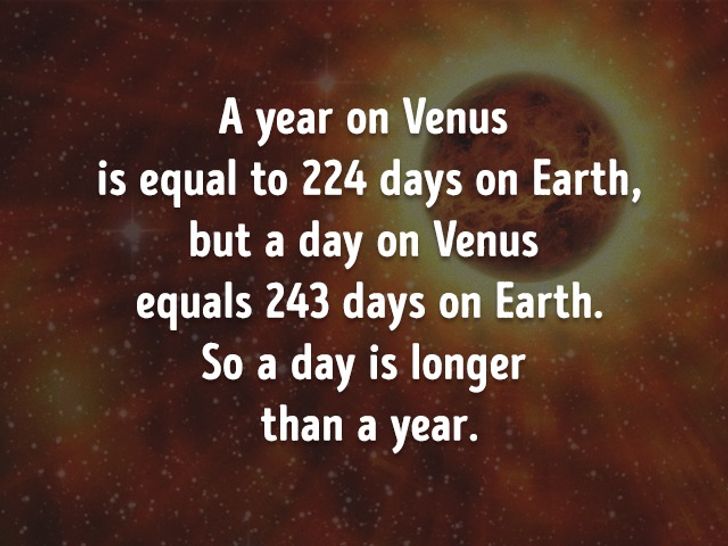 A year on Venus
is equal to 224 days on Earth,
but a day on Venus
equals 243 days on Earth.
So a day is longer
than a year.